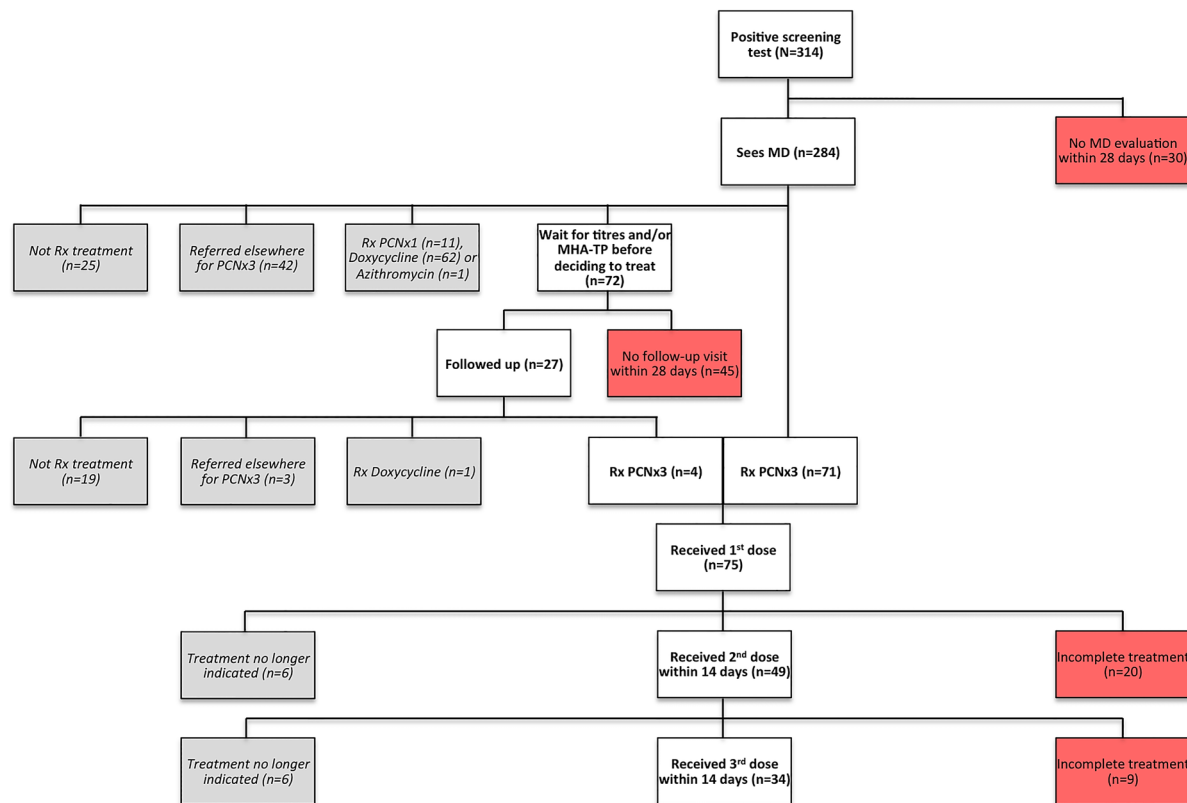 Positive screening
test (N=314)
Sees MD (n=284)
No MD evaluation
within 28 days (n=30)
Not Rx treatment
(n=25)
Referred elsewhere
for PCNx3 (n=42)
Rx PCNx1 (n=11),
Doxycycline (n=62) or
Azithromycin (n=1)
Wait for titres and/or
MHA-TP before
deciding to treat
(n=72)
Followed up (n=27)
No follow-up visit
within 28 days (n=45)
Not Rx treatment
(n=19)
Referred elsewhere
for PCNx3 (n=3)
Rx Doxycycline (n=1)
Rx PCNx3 (n=4)
Rx PCNx3 (n=71)
Received 1st dose
(n=75)
Treatment no longer
indicated (n=6)
Received 2nd dose
within 14 days (n=49)
Incomplete treatment
(n=20)
Treatment no longer
indicated (n=6)
Received 3rd dose
within 14 days (n=34)
Incomplete treatment
(n=9)